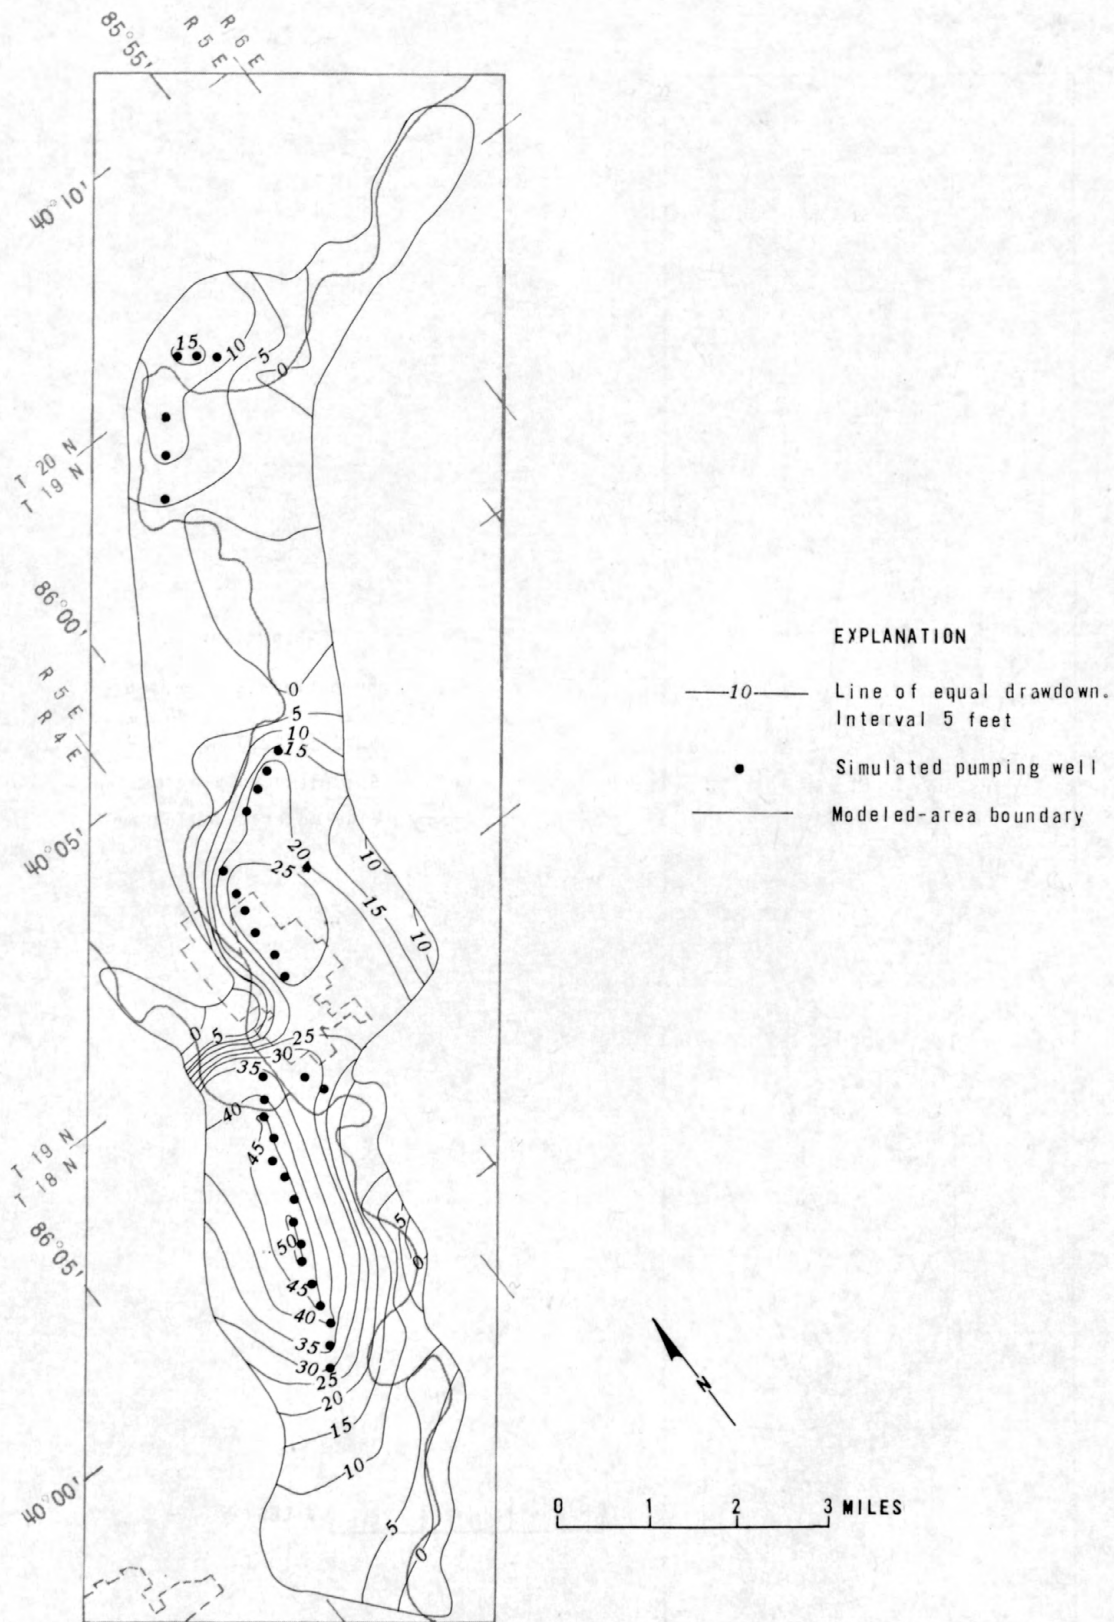 85°55'
R 5 E
R 6 E
40°10'
15
10
5
0
T 20 N
T 19 N
86°00'
R 5 E
R 4 E
0
5
10
15
40°05'
20
25
10
15
10
0
5
25
30
35
40
T 19 N
T 18 N
45
86°05'
5
50
0
45
40
35
30
25
20
15
10
40°00'
5
0
EXPLANATION
10 Line of equal drawdown.
Interval 5 feet
Simulated pumping well
Modeled-area boundary
N
0 1 2 3 MILES